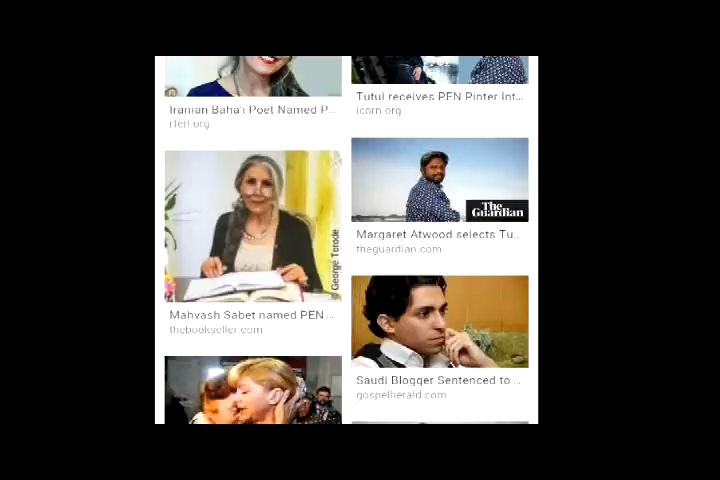 Iranian Baha'i Poet Named P...
rferl.org
Tutul receives PEN Pinter Int...
icorn.org
© George Torode
Mahvash Sabet named PEN ...
thebookseller.com
The
Guardian
Margaret Atwood selects Tu...
theguardian.com
Saudi Blogger Sentenced to ...
gospelherald.com